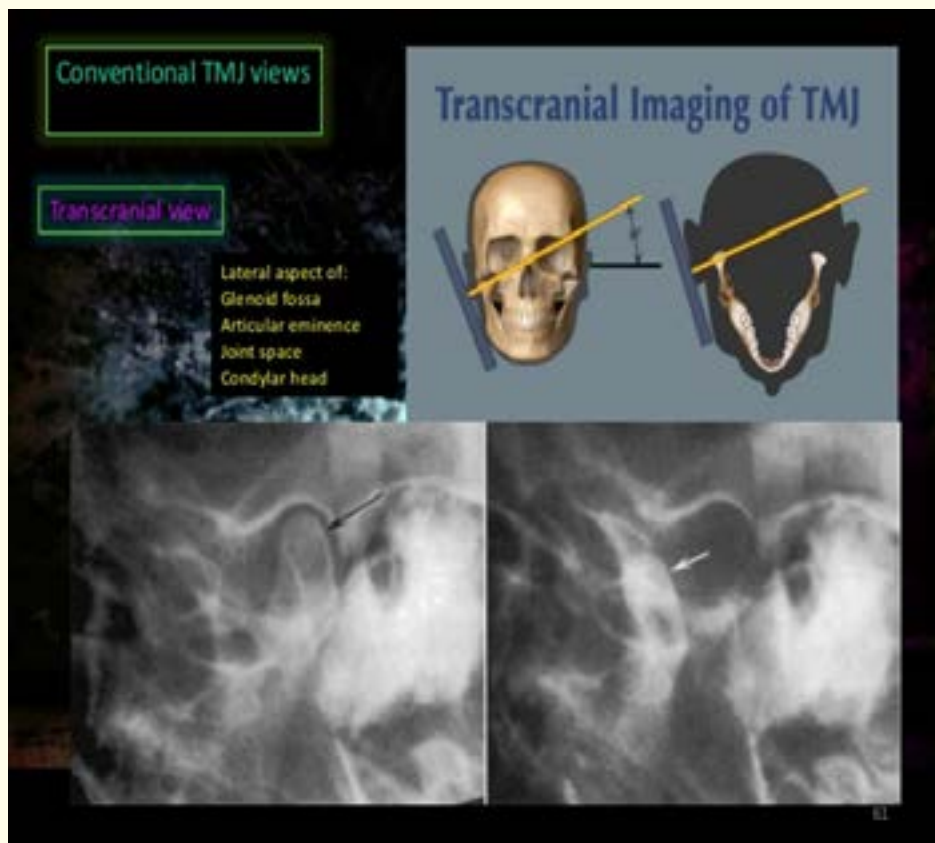 Conventional TMJ views
Transcranial Imaging of TMJ
Transcranial view
Lateral aspect of:
Glenoid fossa
Articular eminence
Joint space
Condylar head